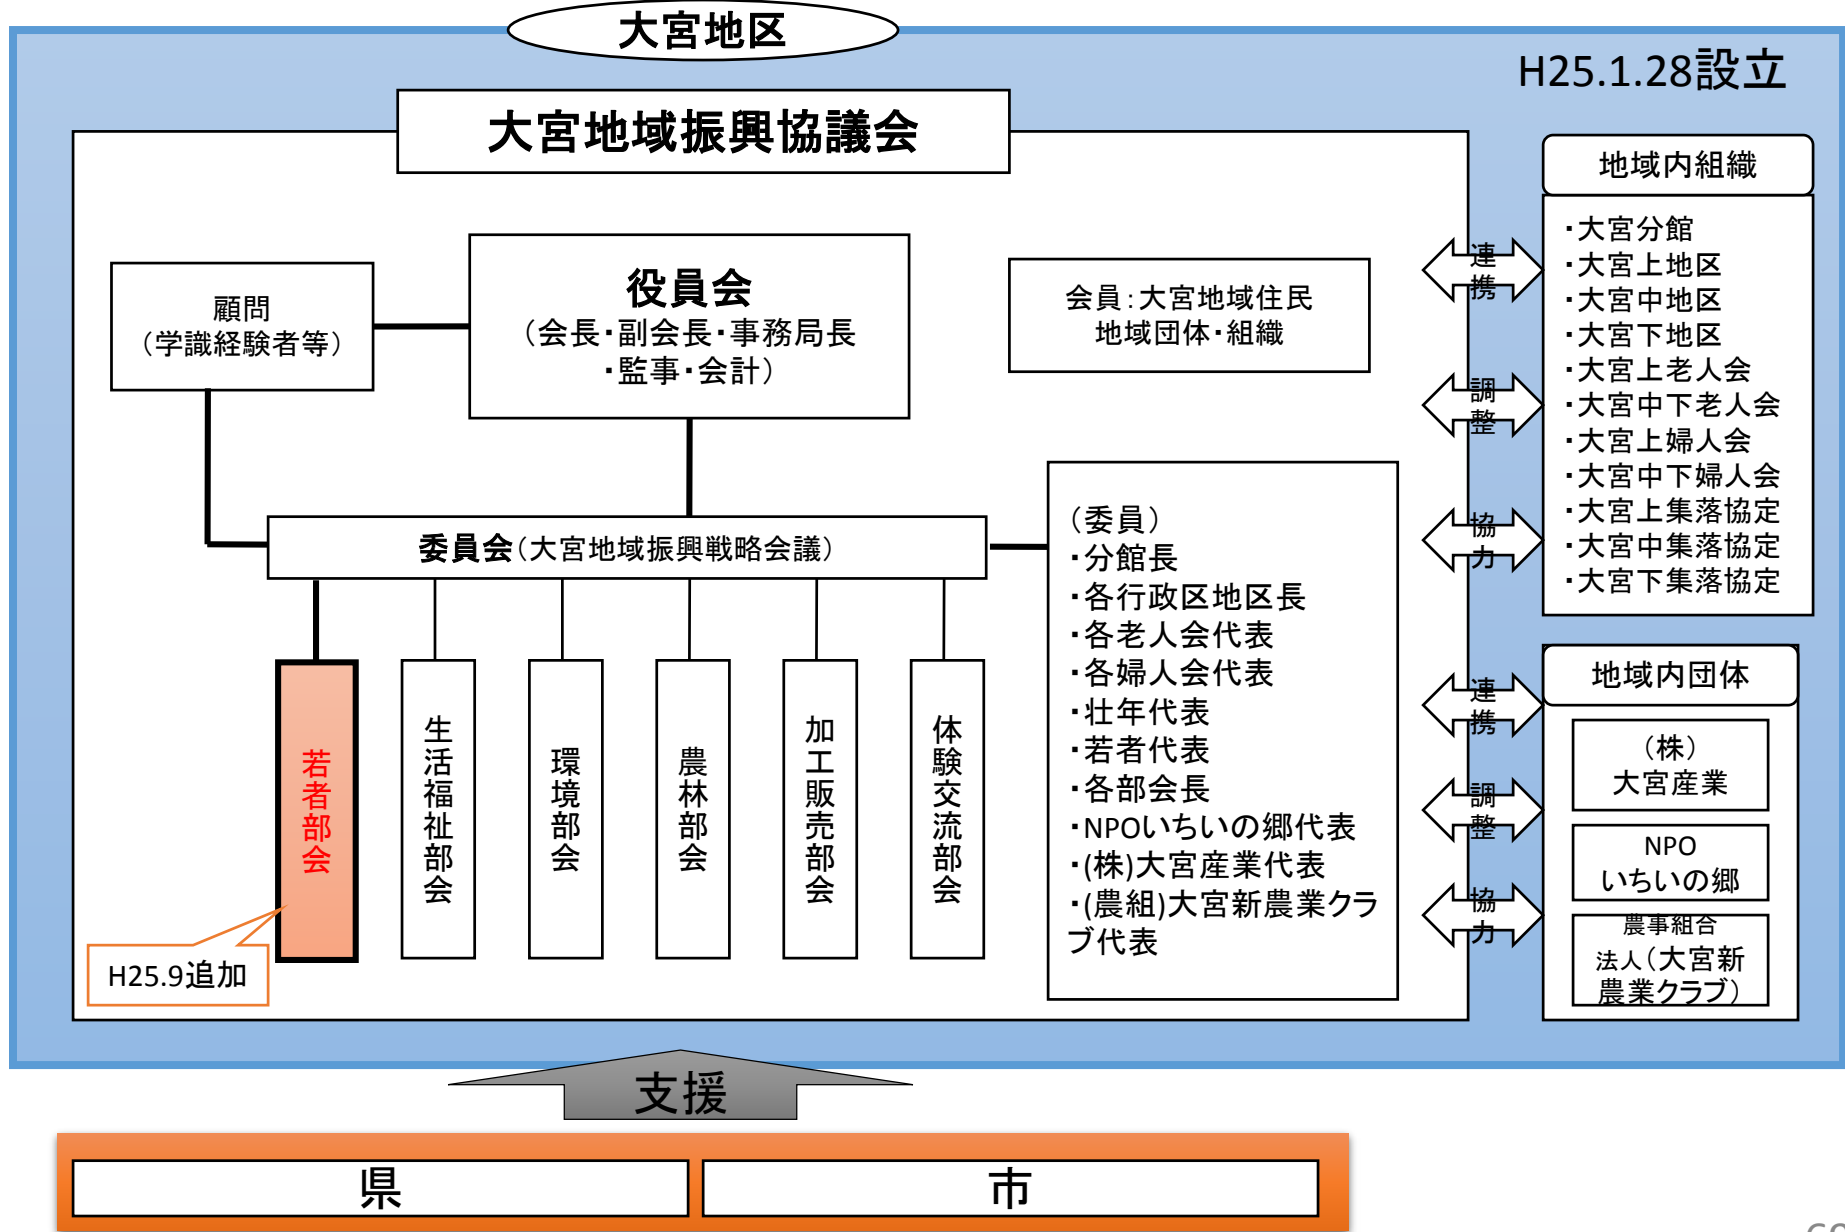 大宮地区
H25.1.28設立
大宮地域振興協議会
顧問
（学識経験者等）
役員会
（会長・副会長・事務局長
・監事・会計）
会員：大宮地域住民
地域団体・組織
委員会（大宮地域振興戦略会議）
若者部会
生活福祉部会
環境部会
農林部会
加工販売部会
体験交流部会
H25.9追加
（委員）
・分館長
・各行政区地区長
・各老人会代表
・各婦人会代表
・壮年代表
・若者代表
・各部会長
・NPOいちいの郷代表
・(株)大宮産業代表
・(農組)大宮新農業クラ
ブ代表
連
携
調
整
協
力
地域内組織
・大宮分館
・大宮上地区
・大宮中地区
・大宮下地区
・大宮上老人会
・大宮中下老人会
・大宮上婦人会
・大宮中下婦人会
・大宮上集落協定
・大宮中集落協定
・大宮下集落協定
連
携
調
整
協
力
地域内団体
（株）
大宮産業
NPO
いちいの郷
農事組合
法人（大宮新
農業クラブ）
支援
県
市